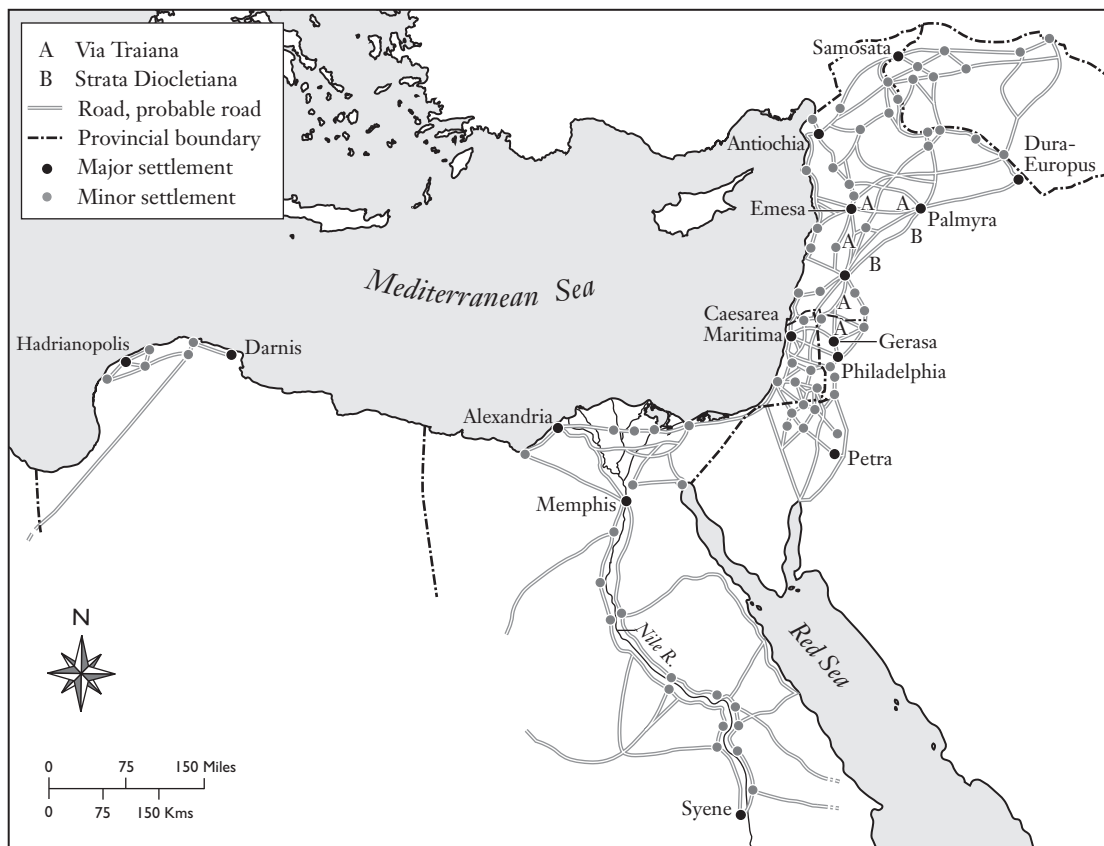 A Via Traiana
B Strata Diocletiana
Road, probable road
Provincial boundary
Major settlement
Minor settlement
Samosata
Antiochia
Dura-
Europus
Emesa
A
A
Palmyra
B
A
B
Mediterranean Sea
A
Caesarea
Maritima
A
Gerasa
Hadrianopolis
Darnis
Philadelphia
Alexandria
Petra
Memphis
N
Nile R.
Red Sea
0 75 150 Miles
0 75 150 Kms
Syene